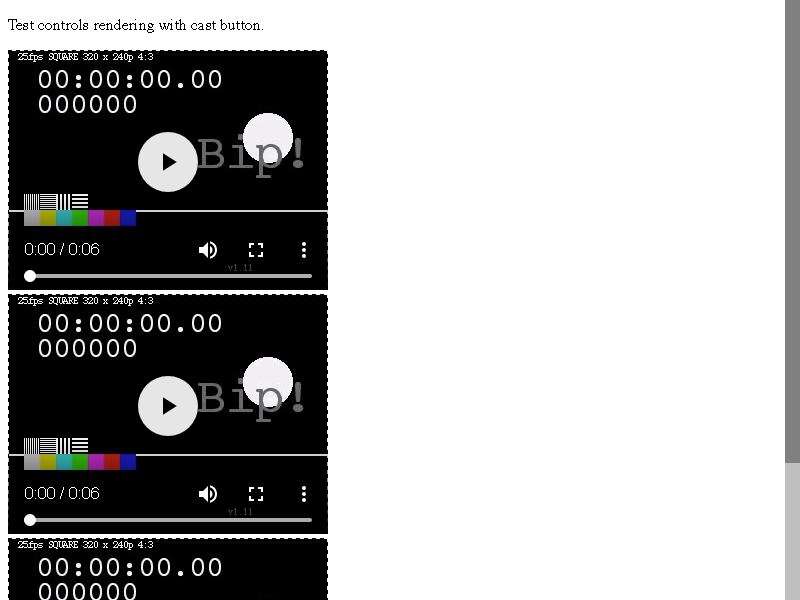 Test controls rendering with cast button.
25fps SQUARE 320 x 240p 4:3
00:00:00.00
000000
Bip!
0:00 / 0:06
v1.11
25fps SQUARE 320 x 240p 4:3
00:00:00.00
000000
Bip!
0:00 / 0:06
v1.11
25fps SQUARE 320 x 240p 4:3
00:00:00.00
000000